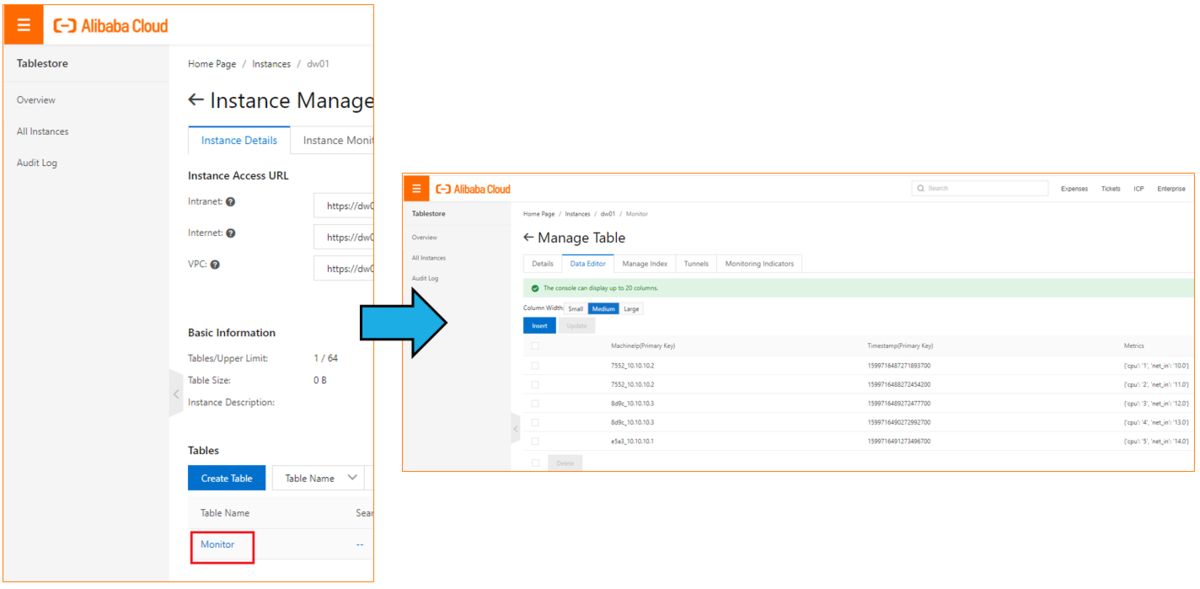 Alibaba Cloud
Tablestore
Overview
All Instances
Audit Log
Home Page / Instances / dw01
← Instance Manage
Instance Details Instance Monit
Instance Access URL
Intranet: ? https://dw0
Internet: ? https://dw0
VPC: ? https://dw0
Basic Information
Tables/Upper Limit: 1 / 64
Table Size: 0 B
Instance Description:
Tables
Create Table Table Name
Table Name Sear
Monitor --
Alibaba Cloud Search Expenses Tickets ICP Enterprise
Tablestore
Overview
All Instances
Audit Log
Home Page / Instances / dw01 / Monitor
← Manage Table
Details Data Editor Manage Index Tunnels Monitoring Indicators
The console can display up to 20 columns.
Column Width: Small Medium Large
Insert Update
MachineIp(Primary Key) Timestamp(Primary Key) Metrics
7552_10.10.10.2 1599716487271893700 {'cpu': '1', 'net_in': '10.0'}
7552_10.10.10.2 1599716488272454200 {'cpu': '2', 'net_in': '11.0'}
8d9c_10.10.10.3 1599716489272477700 {'cpu': '3', 'net_in': '12.0'}
8d9c_10.10.10.3 1599716490272992700 {'cpu': '4', 'net_in': '13.0'}
e5a3_10.10.10.1 1599716491273496700 {'cpu': '5', 'net_in': '14.0'}
Delete